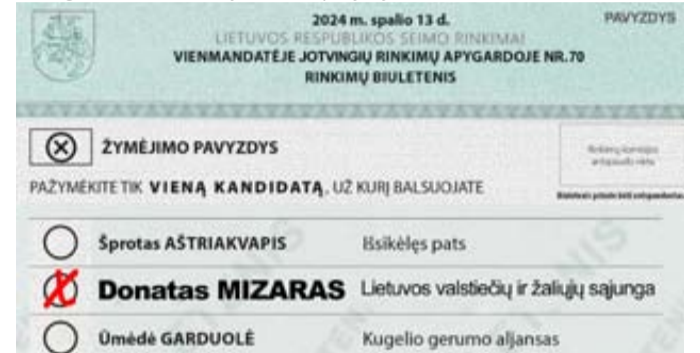 2024 m. spalio 13 d.
PAVYZDYS
LIETUVOS RESPUBLIKOS SEIMO RINKIMAI
VIENMANDATĖJE JOTVINGIŲ RINKIMŲ APYGARDOJE NR.70
RINKIMŲ BIULETENIS
ŽYMĖJIMO PAVYZDYS
PAŽYMĖKITE TIK VIENĄ KANDIDATĄ, UŽ KURĮ BALSUOJATE
Šprotas AŠTRIAKVAPIS Išsikėlęs pats
Donatas MIZARAS Lietuvos valstiečių ir žaliųjų sąjunga
Ūmėdė GARDUOLĖ Kugelio gerumo aljansas